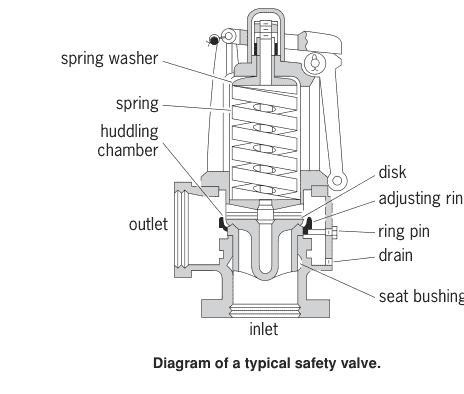 spring washer
spring
huddling
chamber
outlet
disk
adjusting rin
ring pin
drain
seat bushing
inlet
Diagram of a typical safety valve.